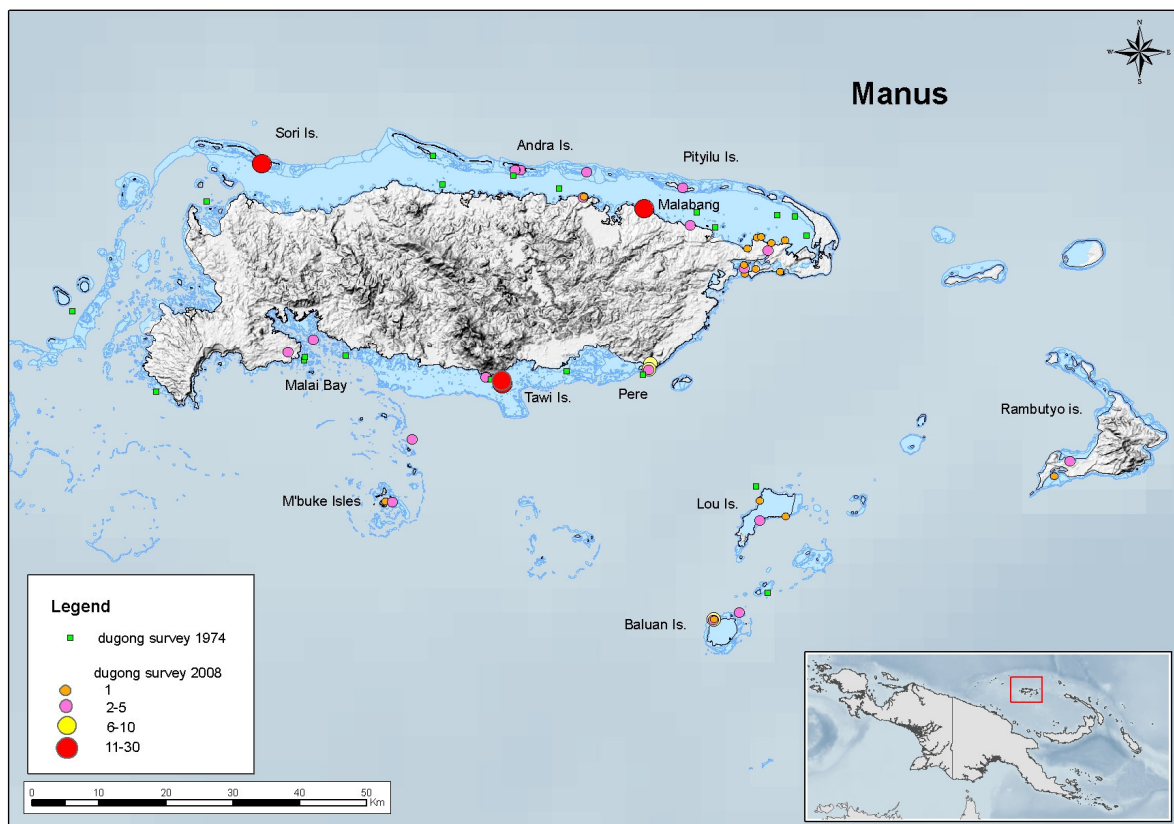 N
W E
S
Manus
Sori Is.
Andra Is.
Pityilu Is.
Malabang
Malai Bay
Tawi Is.
Pere
Rambutyo is.
M'buke Isles
Lou Is.
Baluan Is.
Legend
dugong survey 1974
dugong survey 2008
1
2-5
6-10
11-30
0 10 20 30 40 50
Km